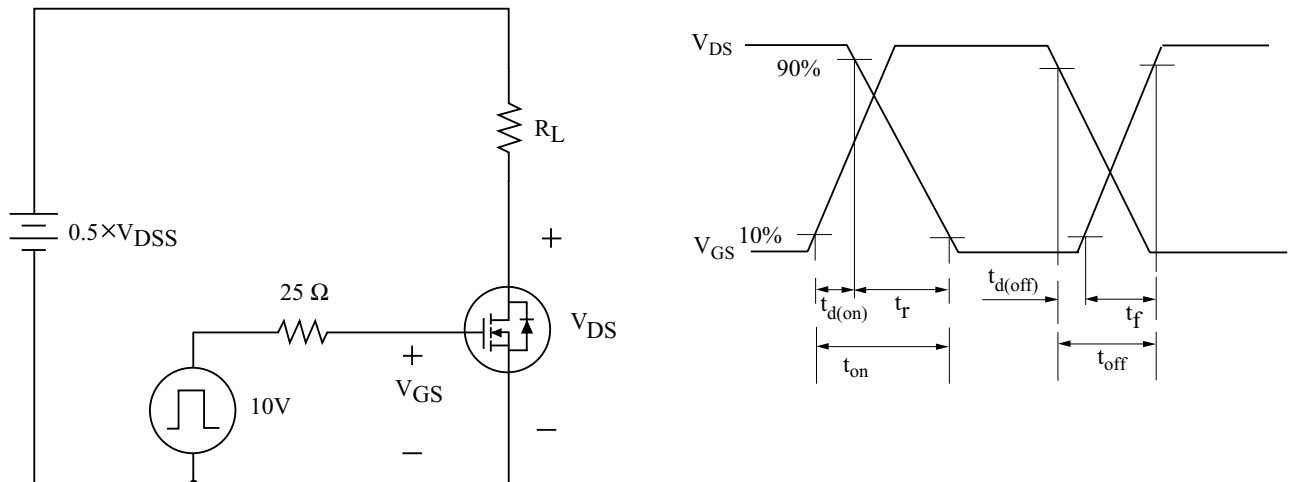 R_L
0.5×V_DSS
+
25 Ω
V_DS
+
V_GS
10V
−
−
V_DS
90%
V_GS
10%
t_d(on)
t_r
t_on
t_d(off)
t_f
t_off